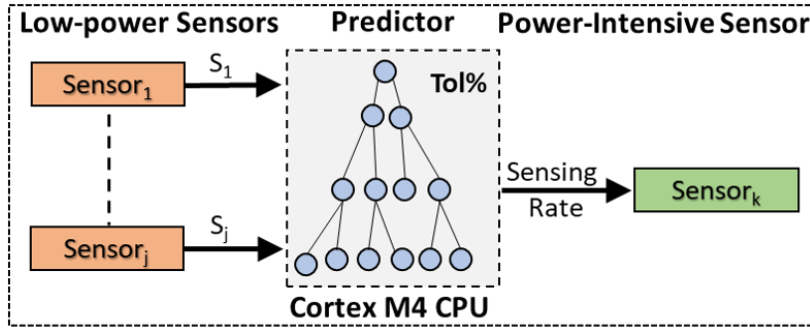 Low-power Sensors
Predictor
Power-Intensive Sensor
Sensor1
S1
Tol%
Sensing
Rate
Sensork
Sensorj
Sj
Cortex M4 CPU